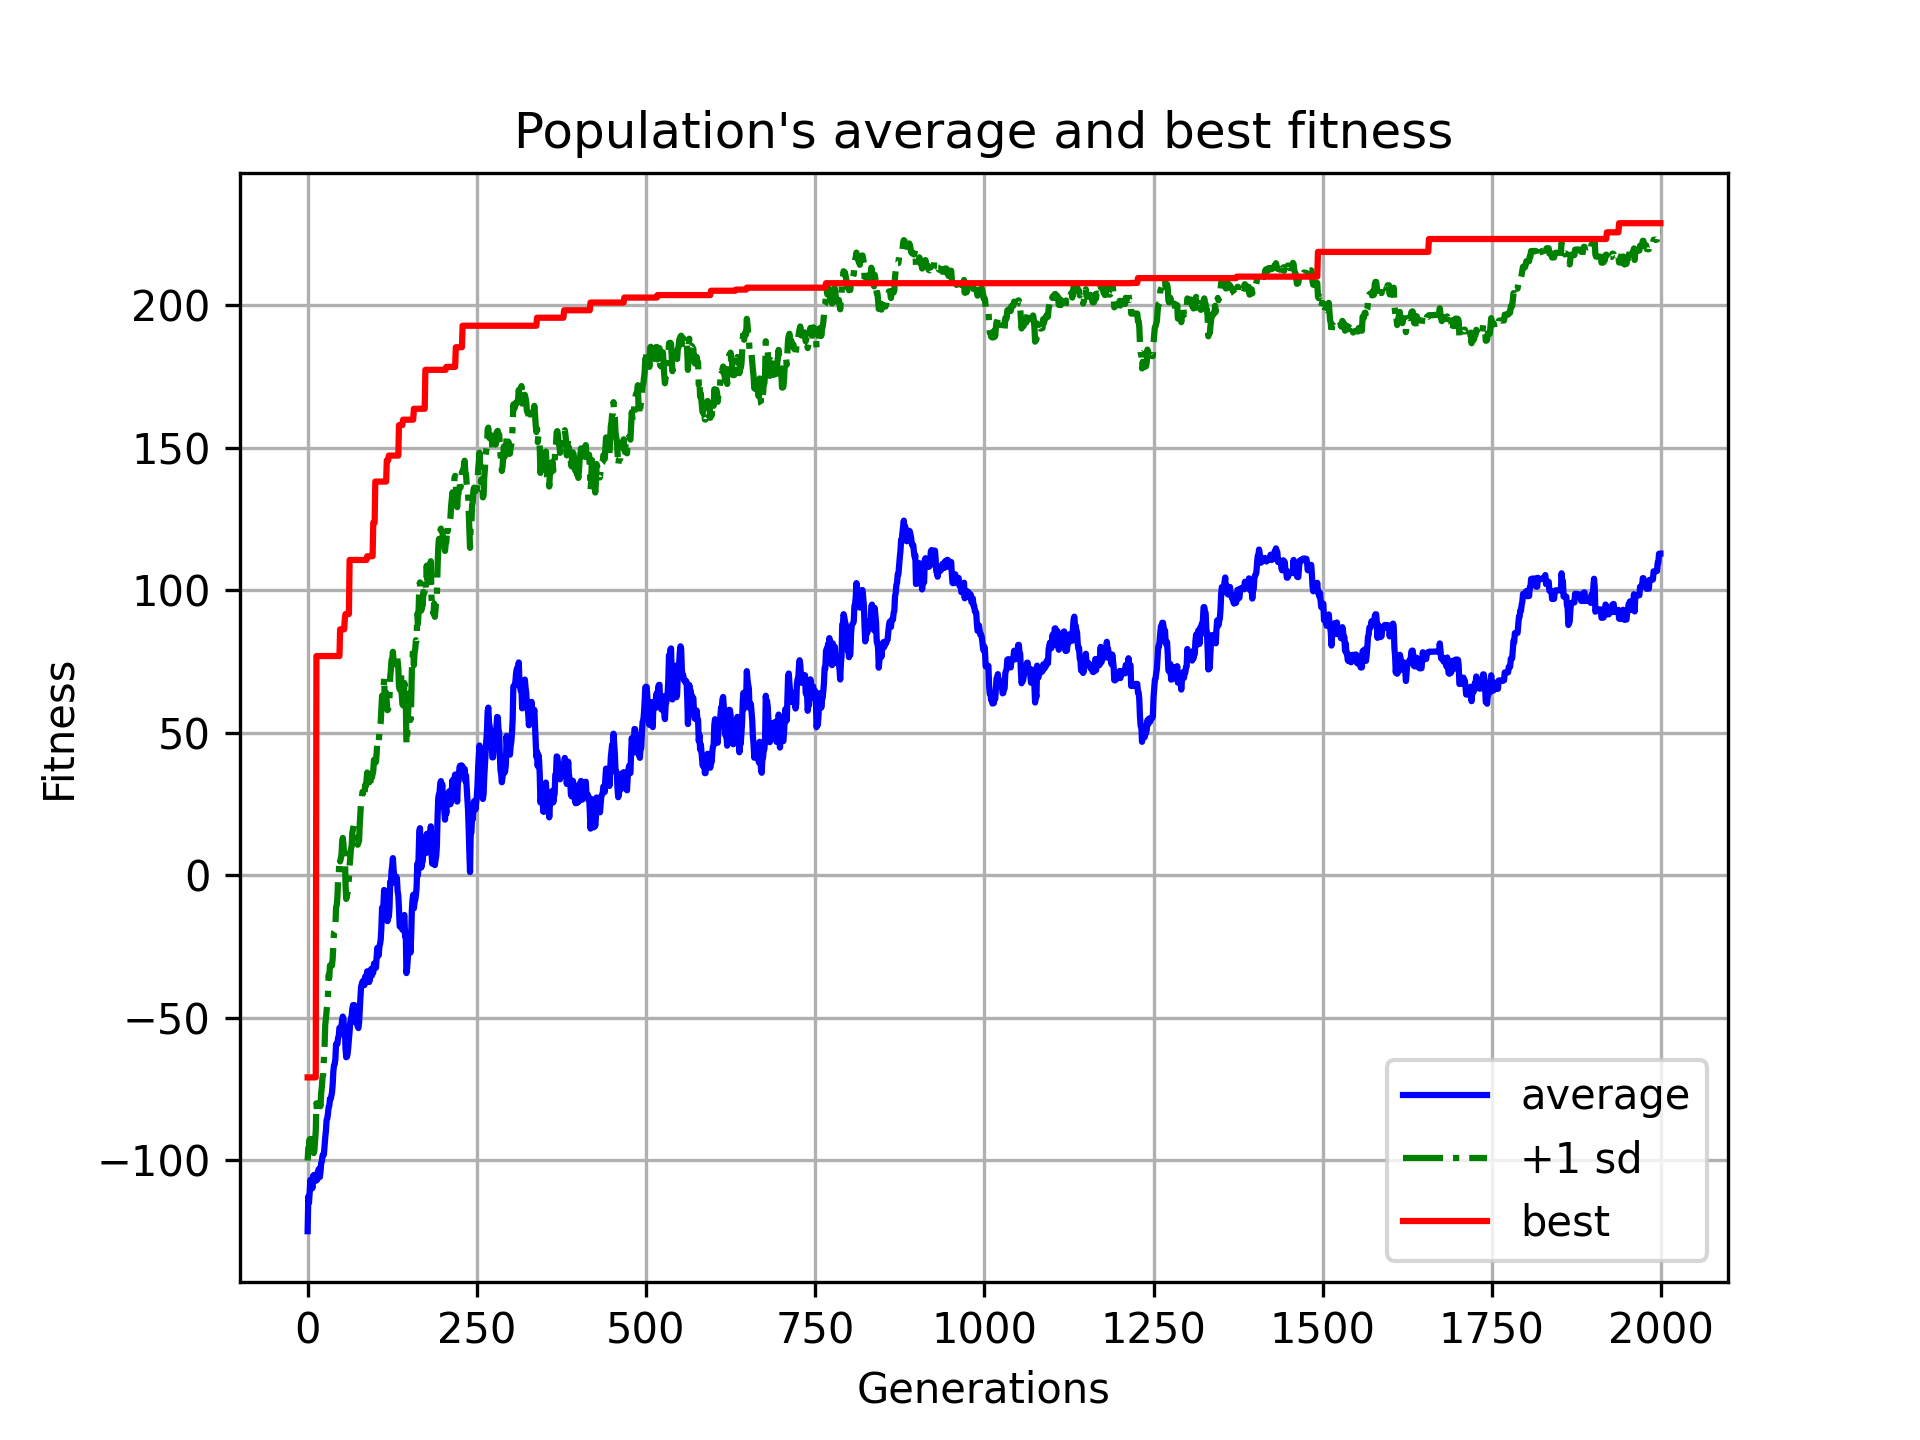 Population's average and best fitness
Fitness
200
150
100
50
0
−50
−100
0 250 500 750 1000 1250 1500 1750 2000
Generations
average
+1 sd
best